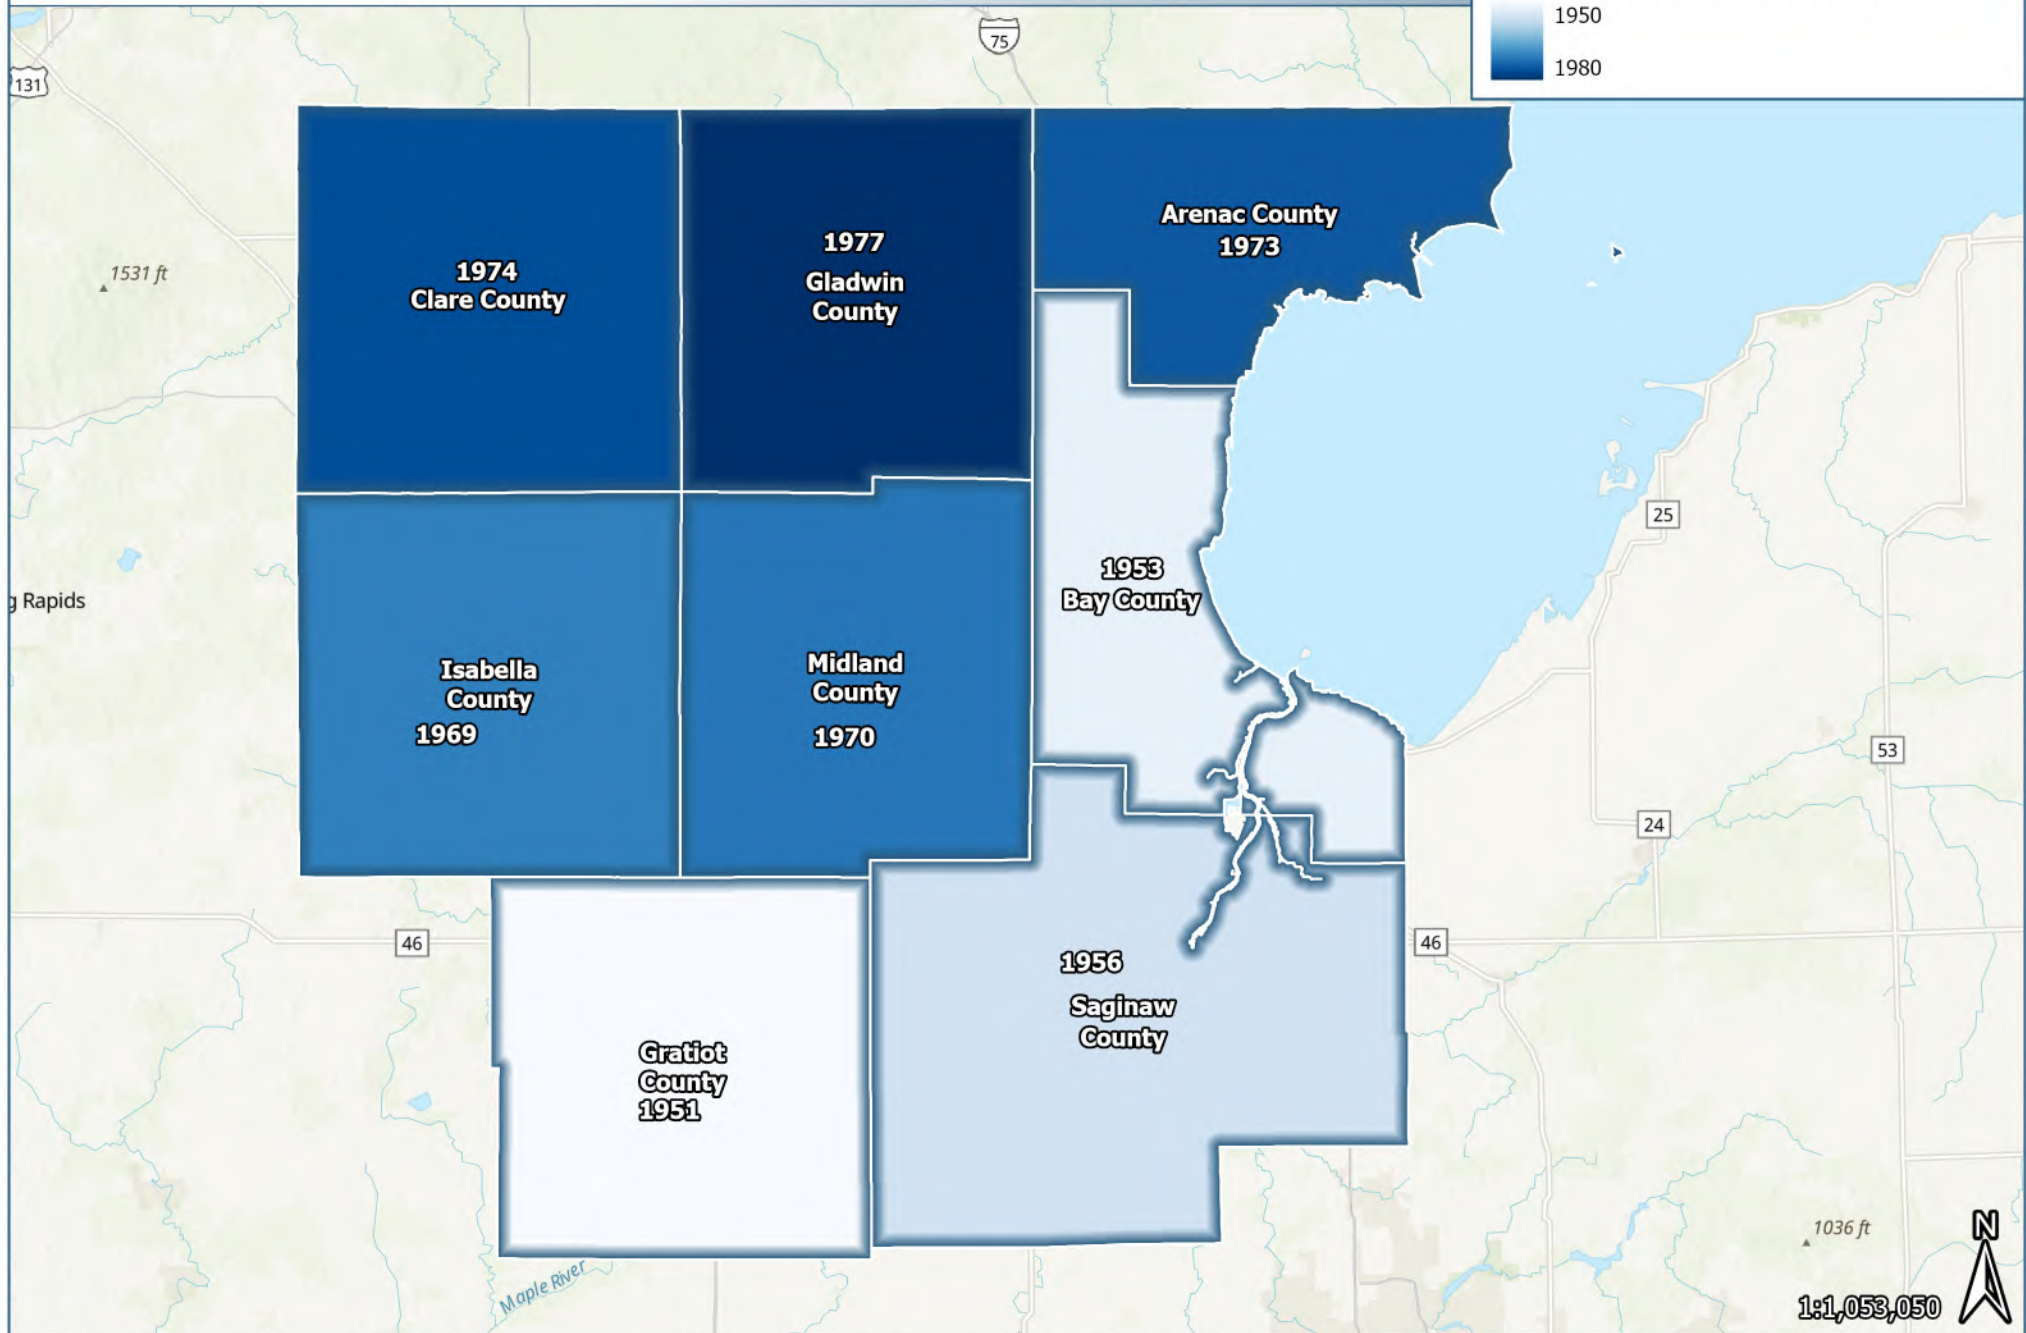 1950
1980
75
131
Arenac County
1973
1977
Gladwin
County
1974
Clare County
1531 ft
25
1953
Bay County
Rapids
Isabella
County
1969
Midland
County
1970
53
24
46
46
1956
Saginaw
County
Gratiot
County
1951
Maple River
1036 ft
N
1:1,053,050